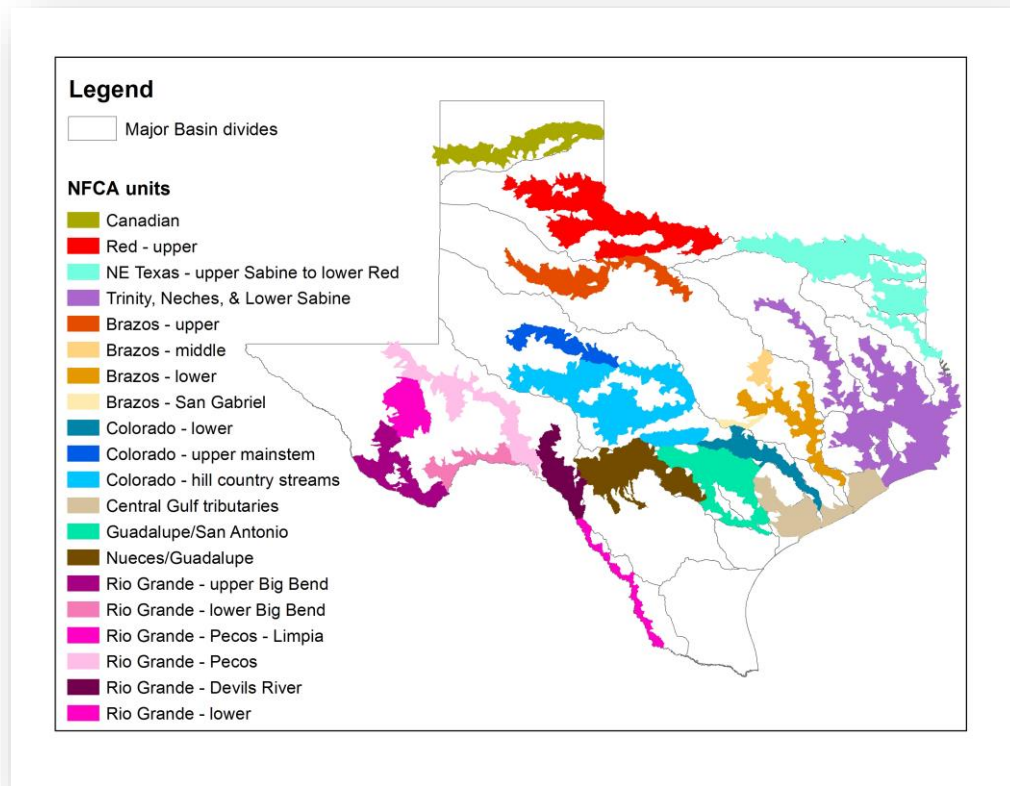 Legend
Major Basin divides
NFCA units
Canadian
Red - upper
NE Texas - upper Sabine to lower Red
Trinity, Neches, & Lower Sabine
Brazos - upper
Brazos - middle
Brazos - lower
Brazos - San Gabriel
Colorado - lower
Colorado - upper mainstem
Colorado - hill country streams
Central Gulf tributaries
Guadalupe/San Antonio
Nueces/Guadalupe
Rio Grande - upper Big Bend
Rio Grande - lower Big Bend
Rio Grande - Pecos - Limpia
Rio Grande - Pecos
Rio Grande - Devils River
Rio Grande - lower